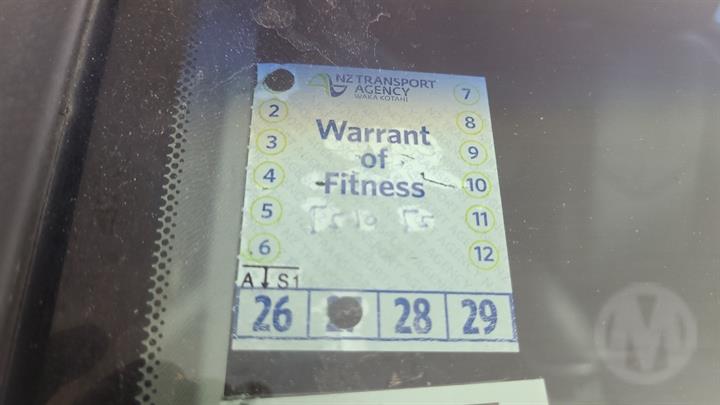 NZ TRANSPORT
AGENCY
WAKA KOTAHI
7
2
8
3
9
4
10
5
11
6
12
Warrant
of
Fitness
A S1
26 28 29
M